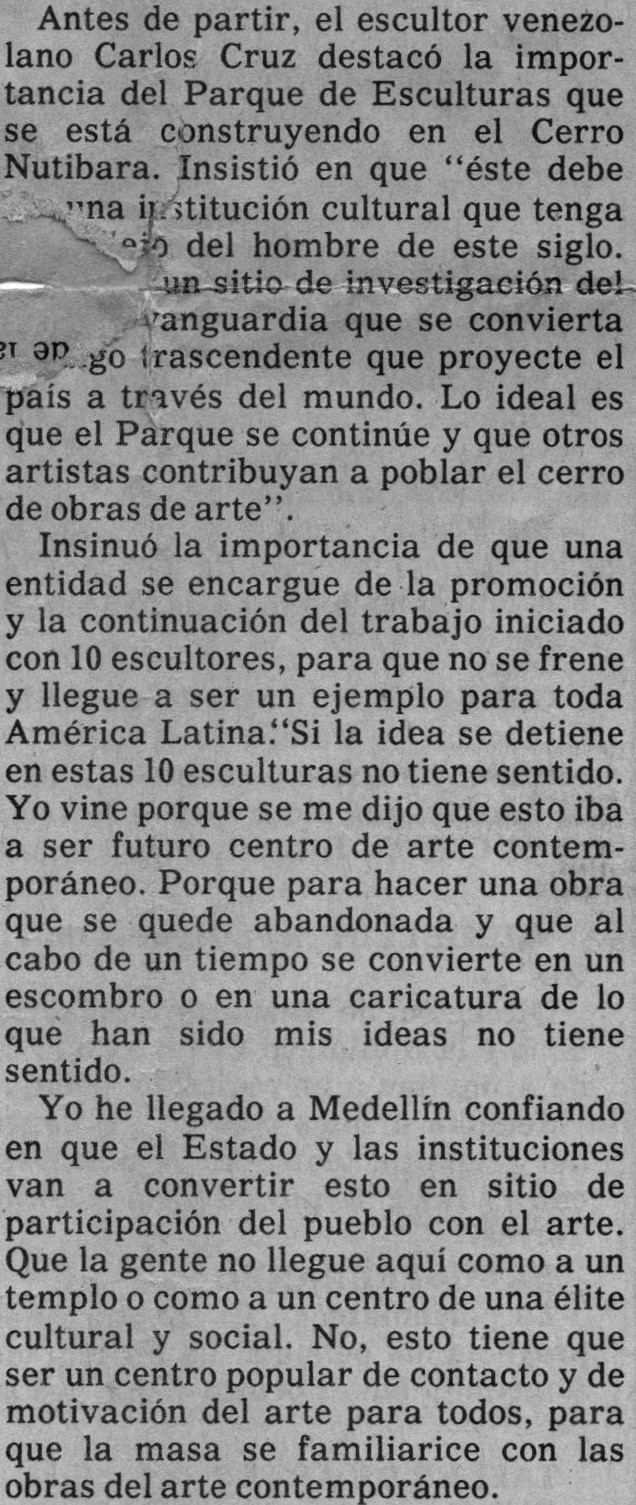 Antes de partir, el escultor venezo-
lano Carlos Cruz destacó la impor-
tancia del Parque de Esculturas que
se está construyendo en el Cerro
Nutibara. Insistió en que “éste debe
una institución cultural que tenga
del hombre de este siglo.
un sitio de investigación del
vanguardia que se convierta
trascendente que proyecte el
país a través del mundo. Lo ideal es
que el Parque se continúe y que otros
artistas contribuyan a poblar el cerro
de obras de arte”.
Insinuó la importancia de que una
entidad se encargue de la promoción
y la continuación del trabajo iniciado
con 10 escultores, para que no se frene
y llegue a ser un ejemplo para toda
América Latina:“Si la idea se detiene
en estas 10 esculturas no tiene sentido.
Yo vine porque se me dijo que esto iba
a ser futuro centro de arte contem-
poráneo. Porque para hacer una obra
que se quede abandonada y que al
cabo de un tiempo se convierte en un
escombro o en una caricatura de lo
que han sido mis ideas no tiene
sentido.
Yo he llegado a Medellín confiando
en que el Estado y las instituciones
van a convertir esto en sitio de
participación del pueblo con el arte.
Que la gente no llegue aquí como a un
templo o como a un centro de una élite
cultural y social. No, esto tiene que
ser un centro popular de contacto y de
motivación del arte para todos, para
que la masa se familiarice con las
obras del arte contemporáneo.